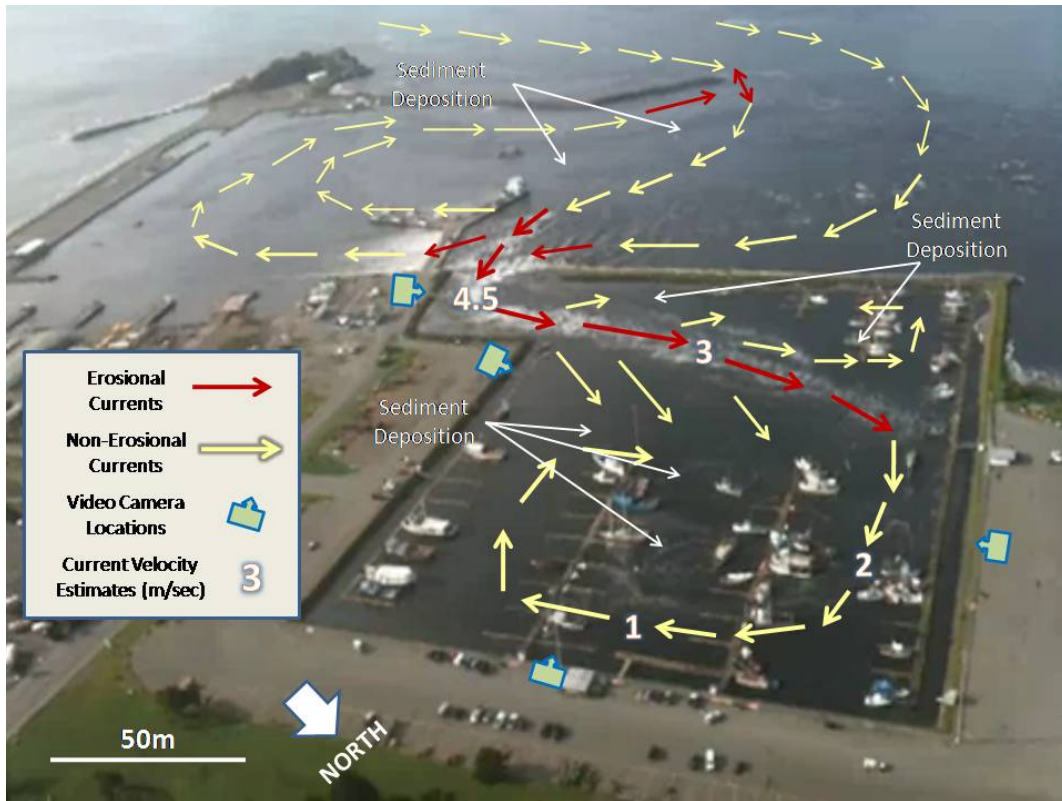 Sediment
Deposition
Sediment
Deposition
4.5
3
Sediment
Deposition
Erosional
Currents
Non-Erosional
Currents
Video Camera
Locations
Current Velocity
Estimates (m/sec)
3
2
1
50m
NORTH